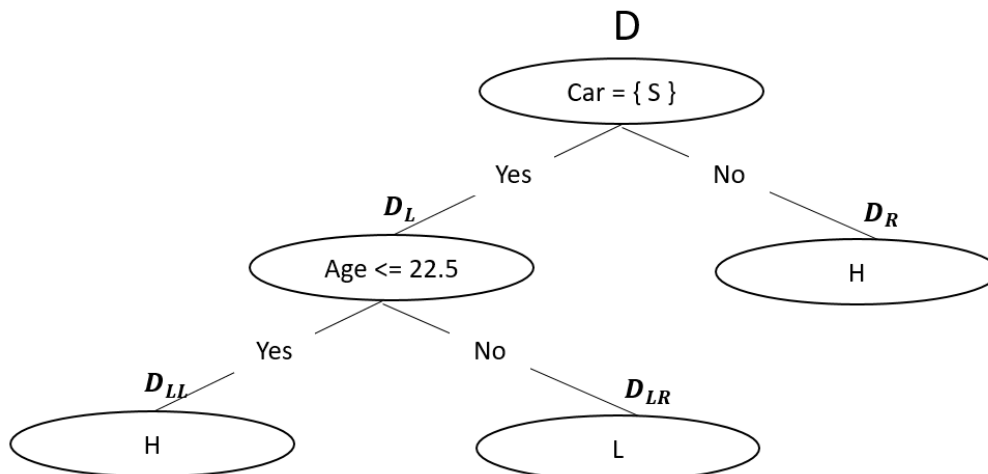 D
Car = { S }
Yes
No
D_L
D_R
Age <= 22.5
H
Yes
No
D_LL
D_LR
H
L